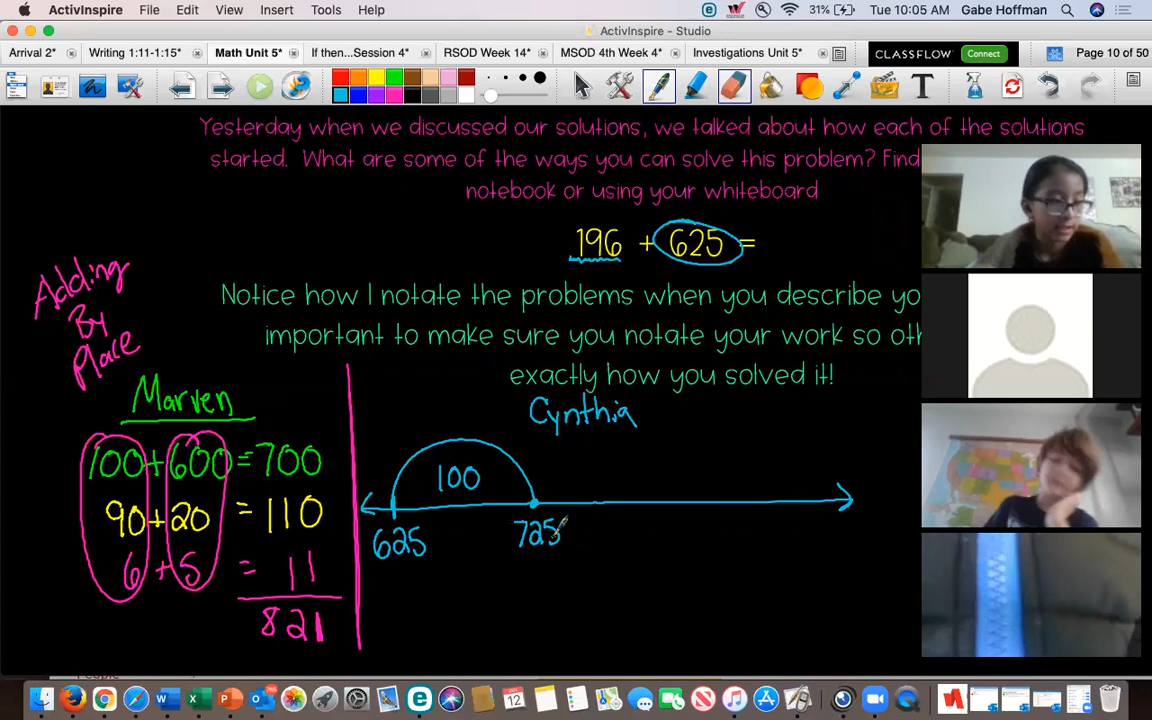 ActivInspire File Edit View Insert Tools Help 31% Tue 10:05 AM Gabe Hoffman
ActivInspire - Studio
Arrival 2* Writing 1:11-1:15* Math Unit 5* If then...Session 4* RSOD Week 14* MSOD 4th Week 4* Investigations Unit 5* CLASSFLOW Connect Page 10 of 50
Yesterday when we discussed our solutions, we talked about how each of the solutions
started. What are some of the ways you can solve this problem? Find
notebook or using your whiteboard
196 + 625 =
Notice how I notate the problems when you describe yo
important to make sure you notate your work so oth
exactly how you solved it!
Adding
By
Place
Marven
100+600=700
90+20=110
6+5=11
821
Cynthia
100
625 725
JAN
12